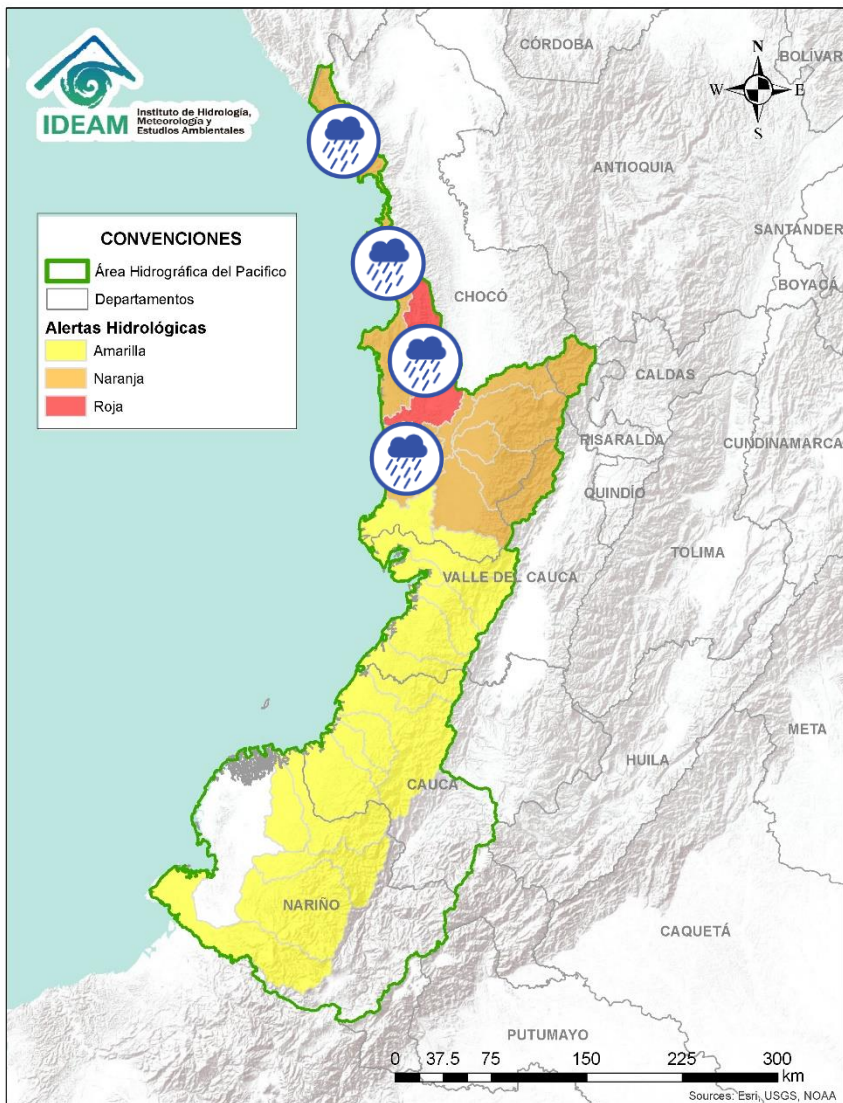 IDEAM
Instituto de Hidrología,
Meteorología y
Estudios Ambientales
N
W E
S
CONVENCIONES
Área Hidrográfica del Pacifico
Departamentos
Alertas Hidrológicas
Amarilla
Naranja
Roja
CÓRDOBA
BOLÍVAR
ANTIOQUIA
SANTANDER
BOYACÁ
CHOCÓ
CALDAS
RISARALDA
CUNDINAMARCA
QUINDÍO
TOLIMA
VALLE DEL CAUCA
META
HUILA
CAUCA
NARIÑO
CAQUETÁ
PUTUMAYO
0 37.5 75 150 225 300
km
Sources: Esri, USGS, NOAA